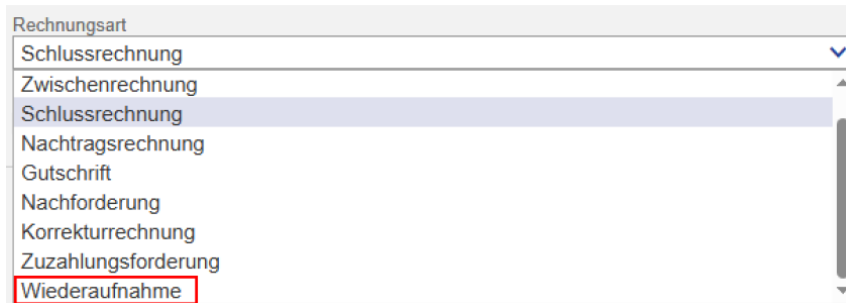 Rechnungsart
Schlussrechnung
Zwischenrechnung
Schlussrechnung
Nachtragsrechnung
Gutschrift
Nachforderung
Korrekturrechnung
Zuzahlungsforderung
Wiederaufnahme